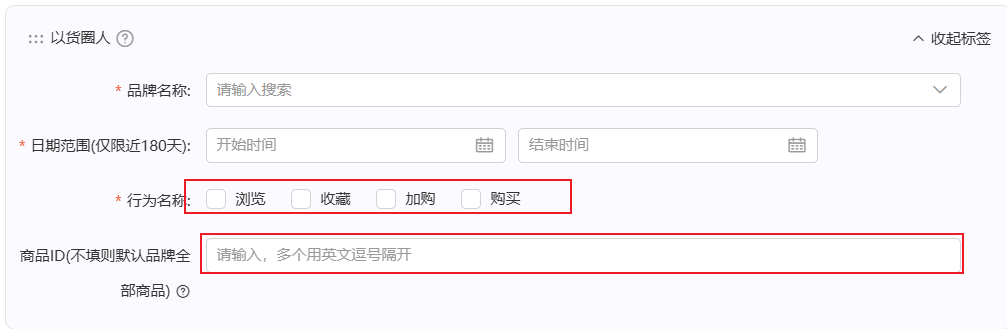 以货圈人
收起标签
* 品牌名称:
请输入搜索
* 日期范围(仅限近180天):
开始时间
结束时间
* 行为名称:
浏览 收藏 加购 购买
商品ID(不填则默认品牌全
部商品)
请输入，多个用英文逗号隔开